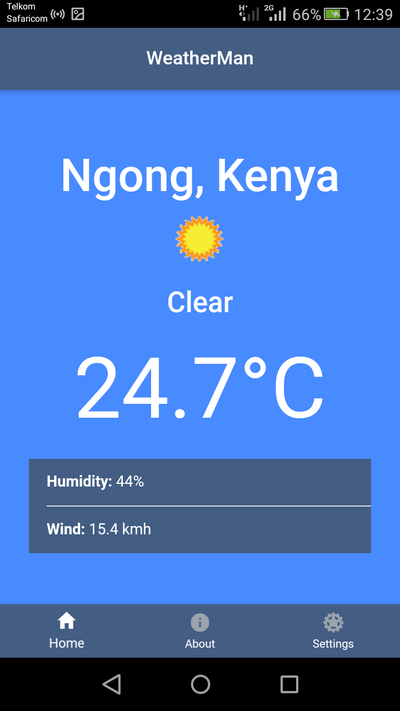 Telkom
Safaricom
H+
2G
66%
12:39
WeatherMan
Ngong, Kenya
Clear
24.7°C
Humidity: 44%
Wind: 15.4 kmh
Home
About
Settings